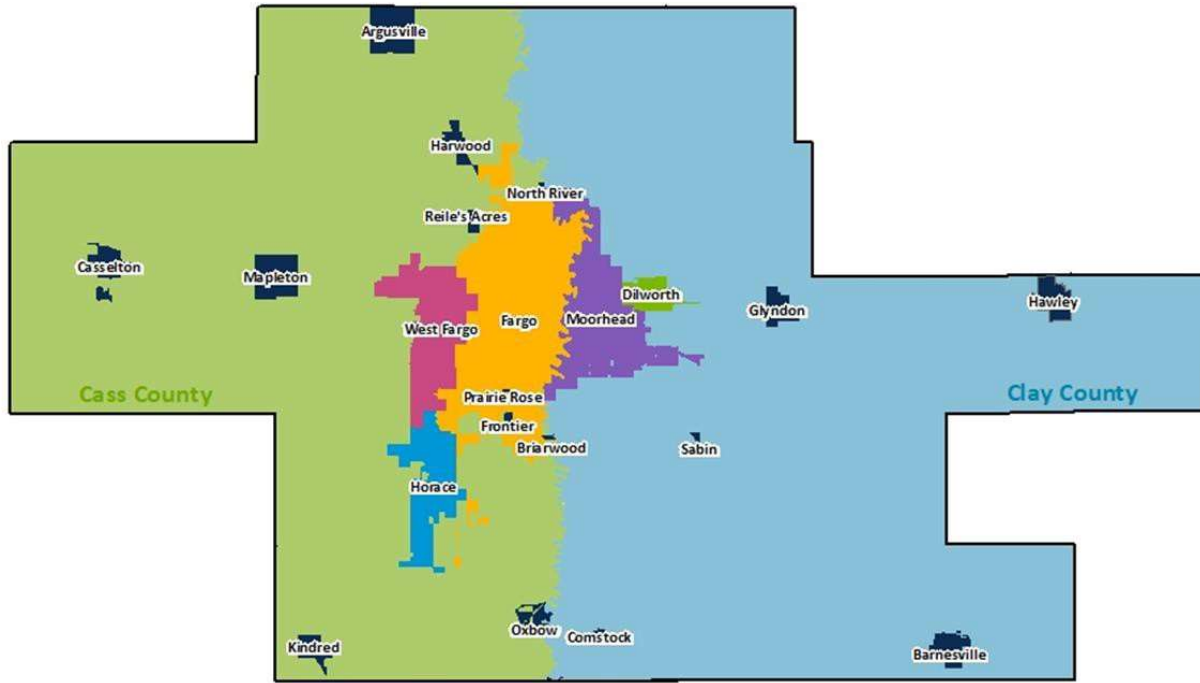 Argusville
Harwood
North River
Reile's Acres
Casselton
Mapleton
Dilworth
Hawley
Glyndon
West Fargo
Fargo
Moorhead
Cass County
Prairie Rose
Clay County
Frontier
Briarwood
Sabin
Horace
Oxbow
Comstock
Kindred
Barnesville